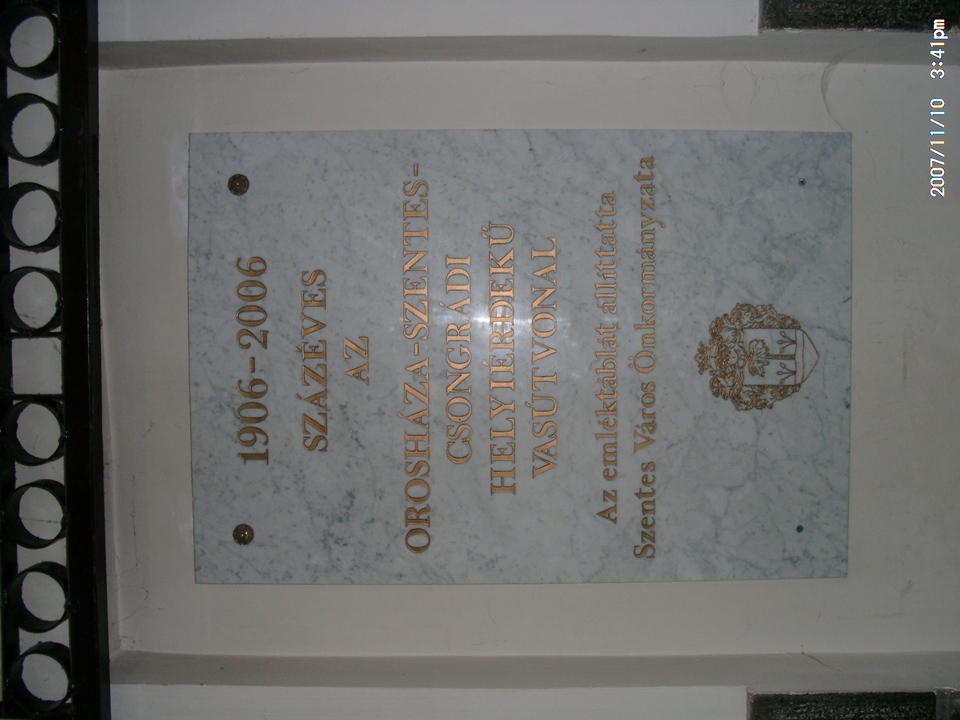 1906-2006
SZÁZÉVES
AZ
OROSHÁZA-SZENTES-
CSONGRÁDI
HELYIÉRDEKŰ
VASÚTVONAL
Az emléktáblát állíttatta
Szentes Város Önkormányzata
2007/11/10 3:41pm